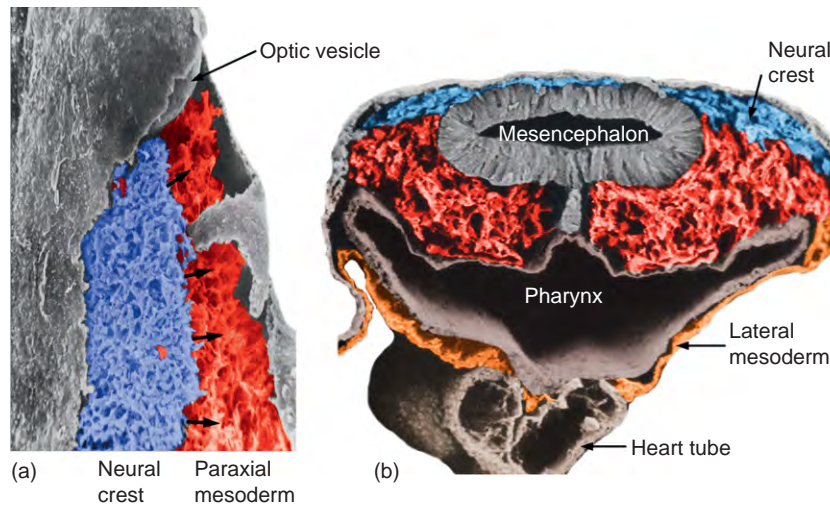 Optic vesicle
Neural
crest
Mesencephalon
Pharynx
Lateral
mesoderm
Heart tube
(a)
Neural
crest
Paraxial
mesoderm
(b)